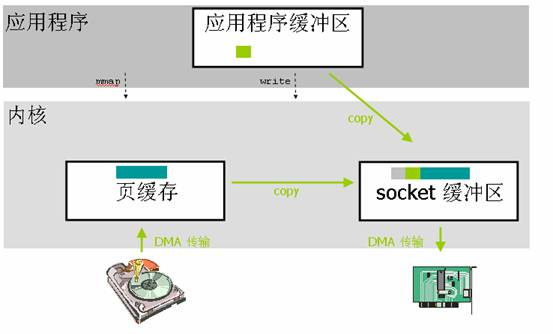 应用程序
应用程序缓冲区
mmap
write
copy
内核
页缓存
copy
socket 缓冲区
DMA 传输
DMA 传输